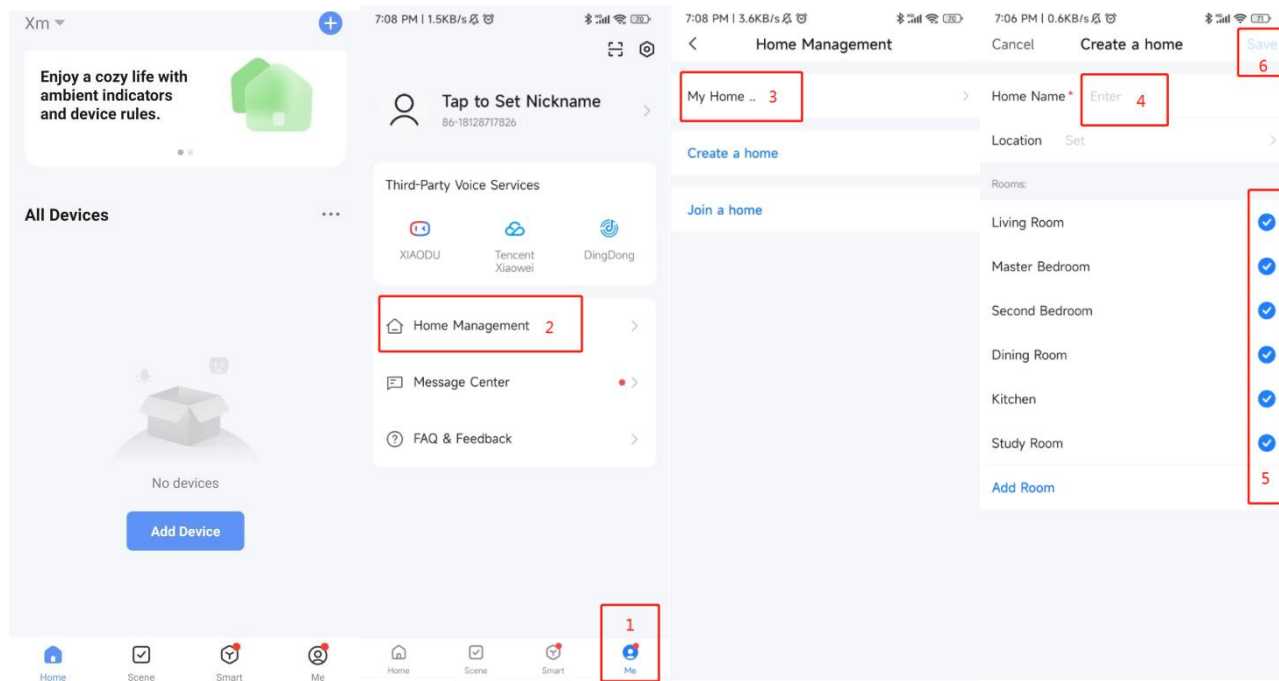 Xm
Enjoy a cozy life with
ambient indicators
and device rules.
All Devices
No devices
Add Device
Home
Scene
Smart
Me
7:08 PM | 1.5KB/s
70
Tap to Set Nickname
86-18128717826
Third-Party Voice Services
XIAODU
Tencent
Xiaowei
DingDong
Home Management 2
Message Center
FAQ & Feedback
1
Home
Scene
Smart
Me
7:08 PM | 3.6KB/s
70
Home Management
My Home .. 3
Create a home
Join a home
7:06 PM | 0.6KB/s
71
Cancel
Create a home
Save
6
Home Name* Enter 4
Location Set
Rooms:
Living Room
Master Bedroom
Second Bedroom
Dining Room
Kitchen
Study Room
5
Add Room